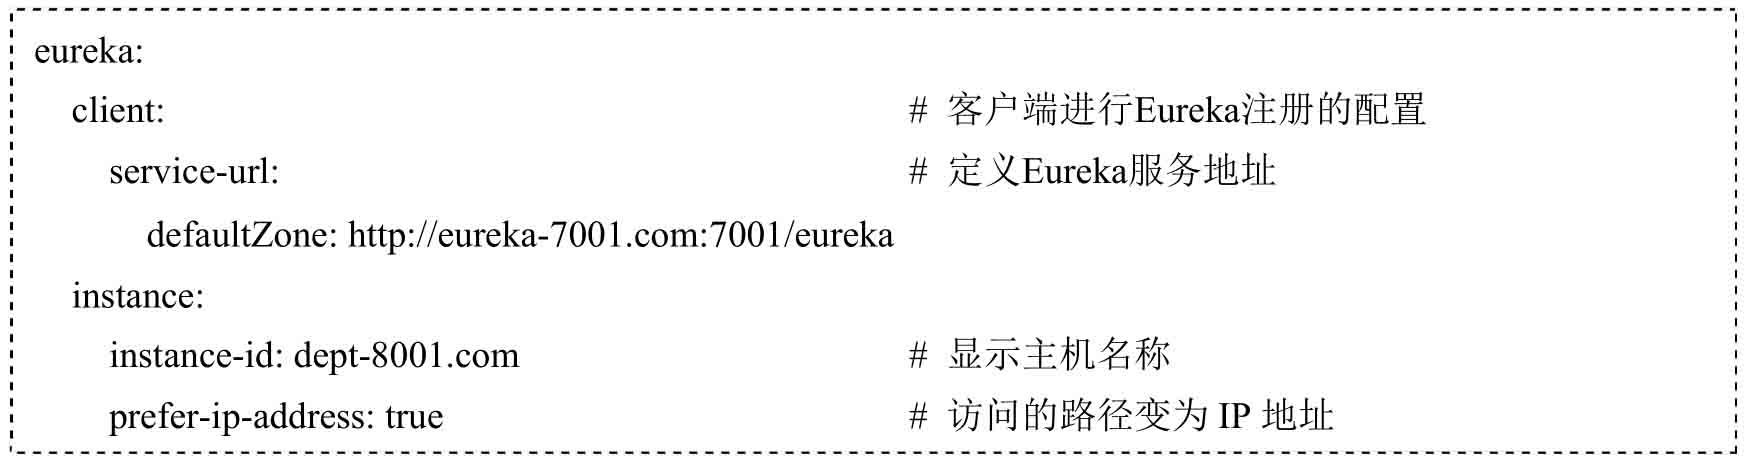 eureka:
client: # 客户端进行Eureka注册的配置
service-url: # 定义Eureka服务地址
defaultZone: http://eureka-7001.com:7001/eureka
instance:
instance-id: dept-8001.com # 显示主机名称
prefer-ip-address: true # 访问的路径变为 IP 地址